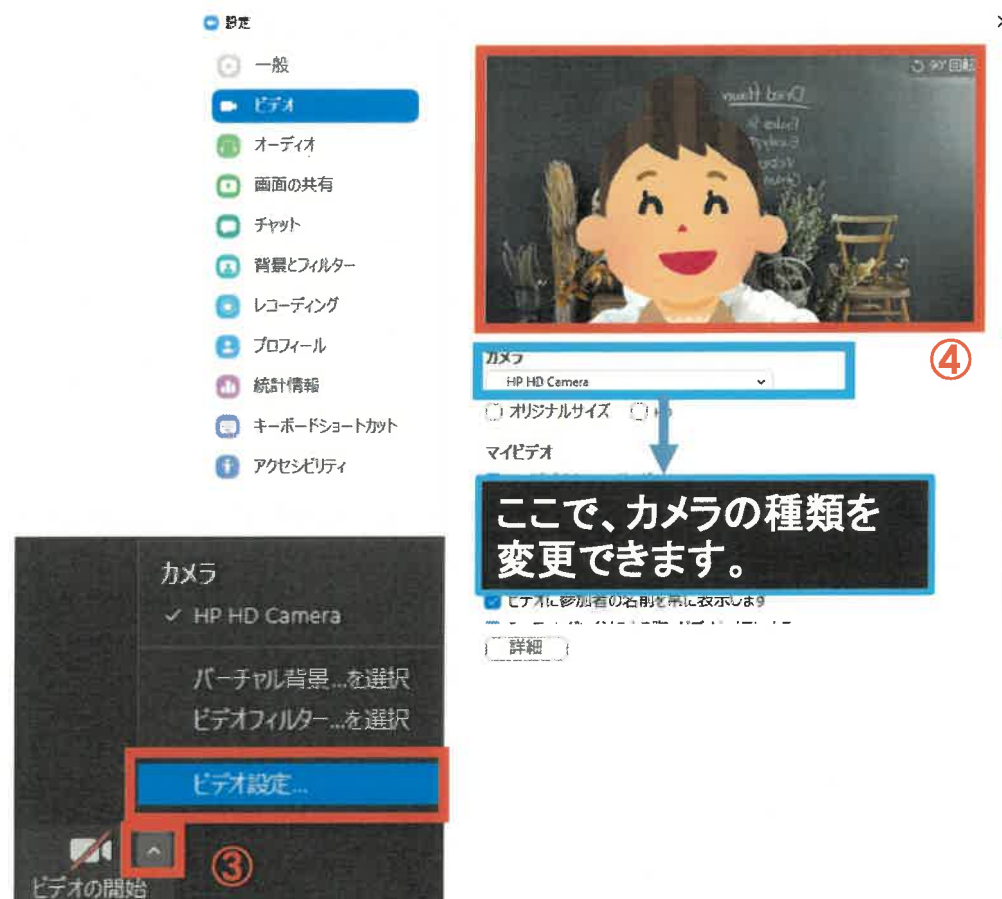 設定
一般
ビデオ
オーディオ
画面の共有
チャット
背景とフィルター
レコーディング
プロフィール
統計情報
キーボードショートカット
アクセシビリティ
90°回転
Dried flower
④
カメラ
HP HD Camera
オリジナルサイズ
マイビデオ
ここで、カメラの種類を
変更できます。
ビデオに参加者の名前を常に表示します
詳細
カメラ
✓ HP HD Camera
バーチャル背景...を選択
ビデオフィルター...を選択
ビデオ設定...
③
ビデオの開始